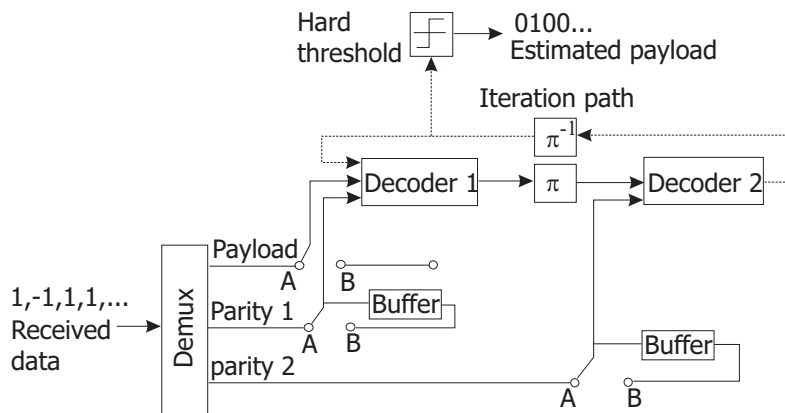 Hard
threshold
0100...
Estimated payload
Iteration path
π-1
Decoder 1
π
Decoder 2
Payload
A
B
1,-1,1,1,...
Received
data
Demux
Parity 1
Buffer
A
B
parity 2
Buffer
A
B